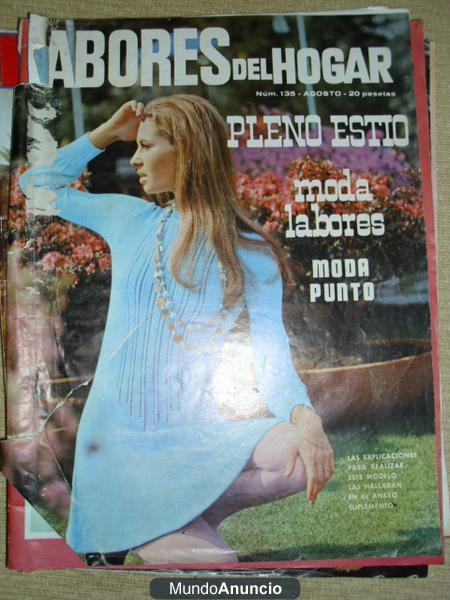 LABORES DEL HOGAR
Núm. 135 - AGOSTO - 20 pesetas
PLENO ESTIO
moda
labores
MODA
PUNTO
LAS EXPLICACIONES
PARA REALIZAR
ESTE MODELO
LAS HALLARAN
EN EL ANEXO
SUPLEMENTO
MundoAnuncio